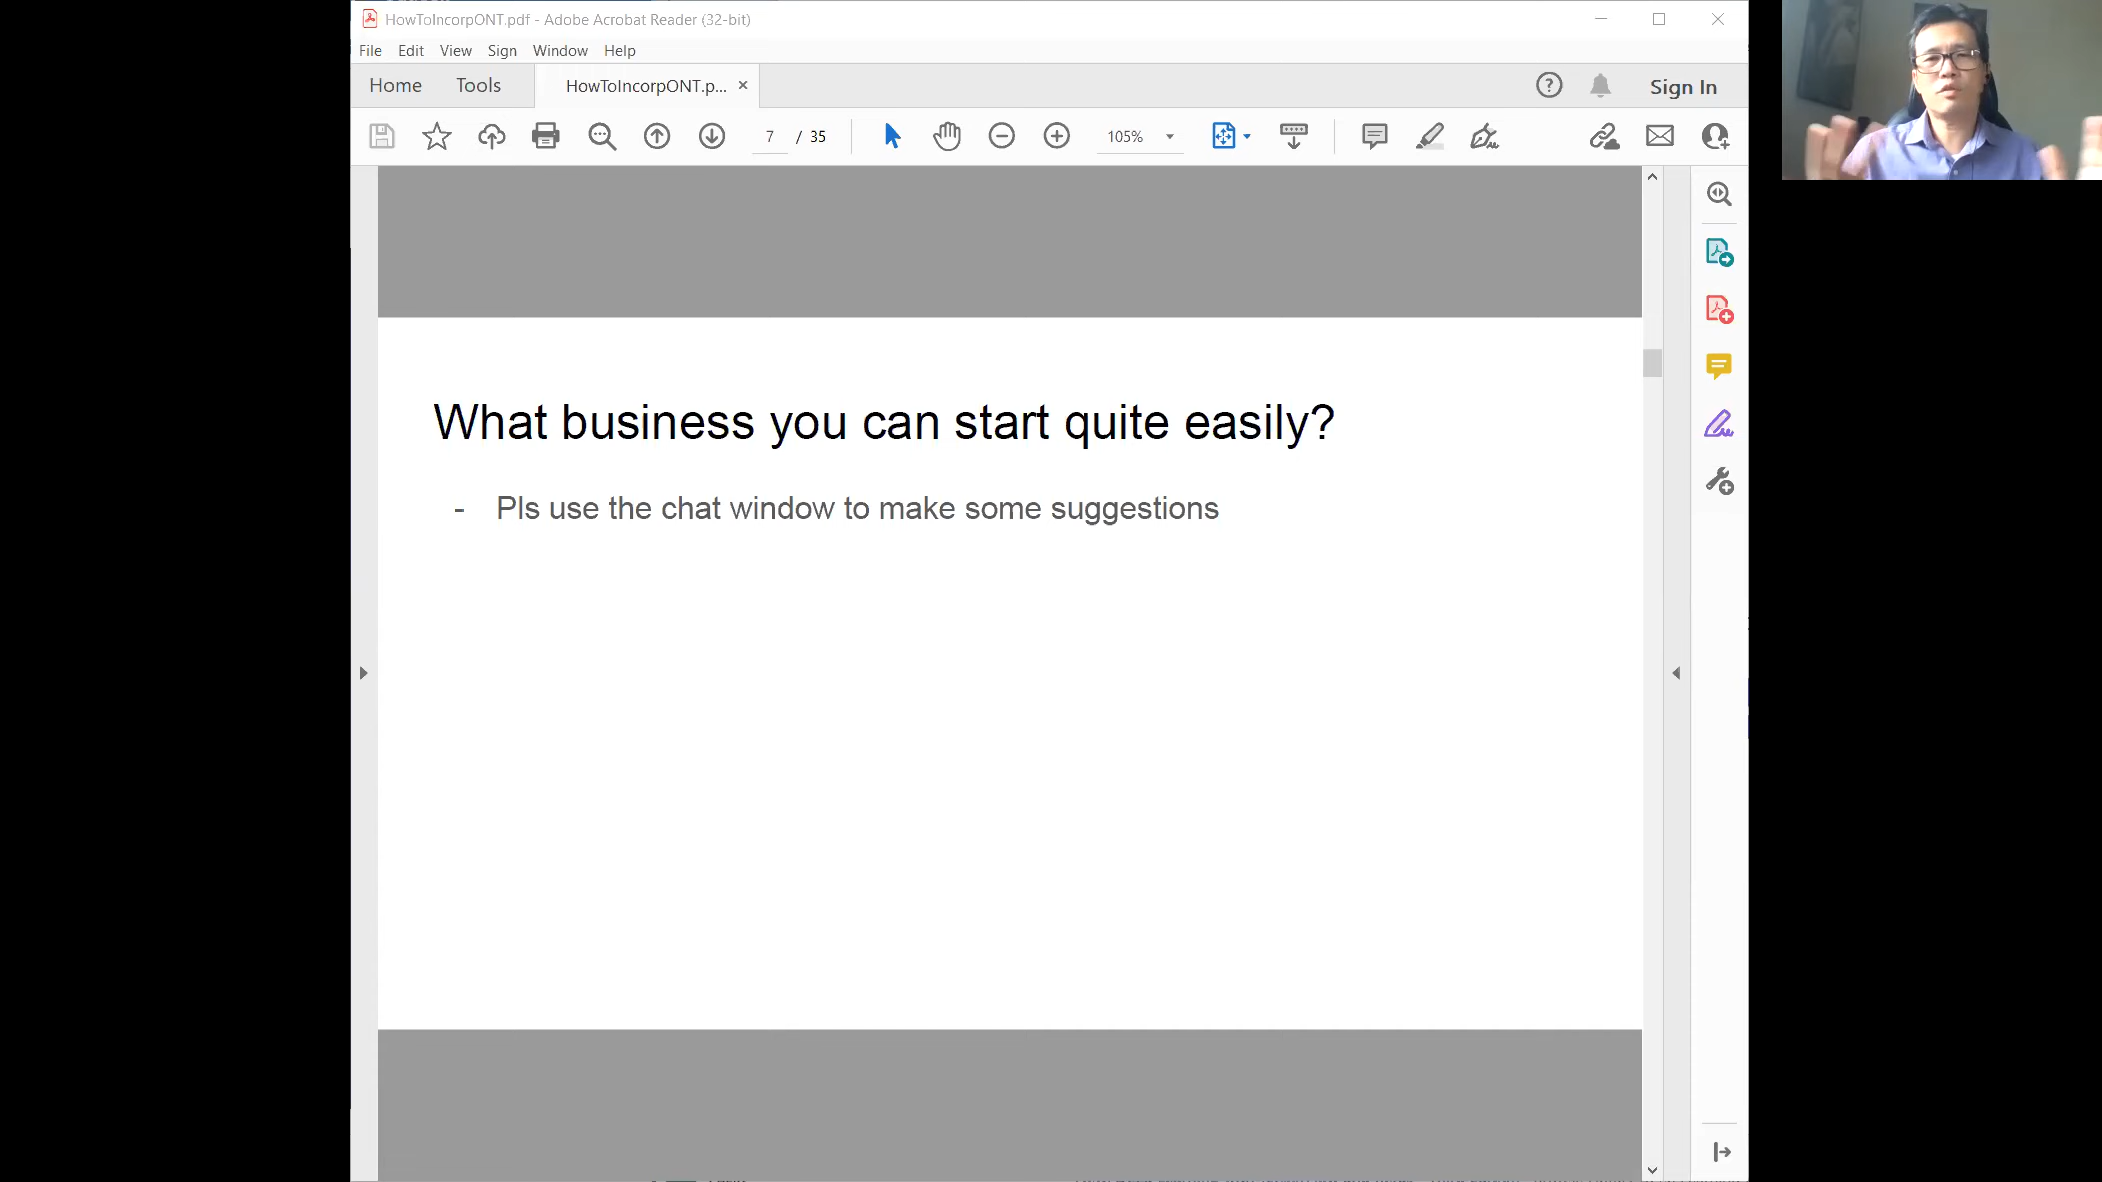 HowToIncorpONT.pdf - Adobe Acrobat Reader (32-bit)
File Edit View Sign Window Help
Home Tools HowToIncorpONT.p... × Sign In
7 / 35 105%
What business you can start quite easily?
- Pls use the chat window to make some suggestions